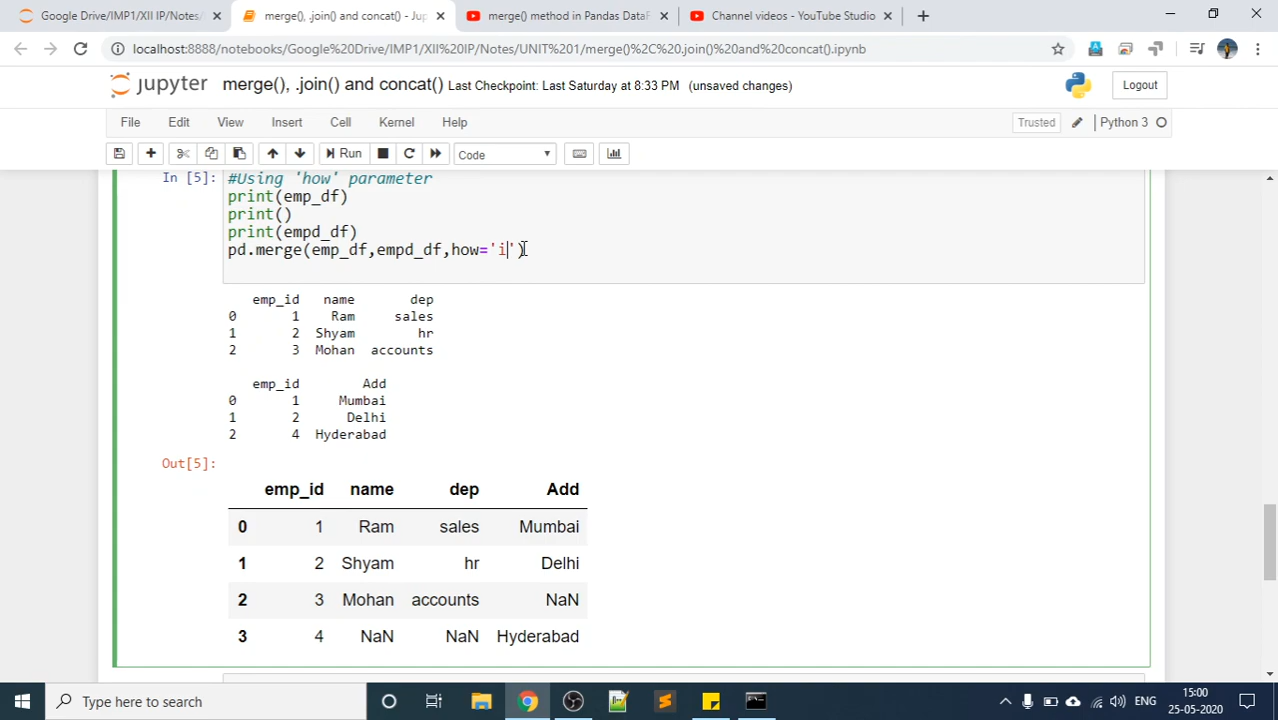 Google Drive/IMP1/XII IP/Notes/
merge(), .join() and concat() - Jup
merge() method in Pandas DataF
Channel videos - YouTube Studio
localhost:8888/notebooks/Google%20Drive/IMP1/XII%20IP/Notes/UNIT%201/merge()%2C%20.join()%20and%20concat().ipynb
jupyter merge(), .join() and concat() Last Checkpoint: Last Saturday at 8:33 PM (unsaved changes) Logout
File Edit View Insert Cell Kernel Help Trusted Python 3
Run Code
In [5]: #Using 'how' parameter
print(emp_df)
print()
print(empd_df)
pd.merge(emp_df,empd_df,how='i')
emp_id name dep
0 1 Ram sales
1 2 Shyam hr
2 3 Mohan accounts
emp_id Add
0 1 Mumbai
1 2 Delhi
2 4 Hyderabad
Out[5]:
emp_id name dep Add
0 1 Ram sales Mumbai
1 2 Shyam hr Delhi
2 3 Mohan accounts NaN
3 4 NaN NaN Hyderabad
Type here to search
ENG
15:00
25-05-2020